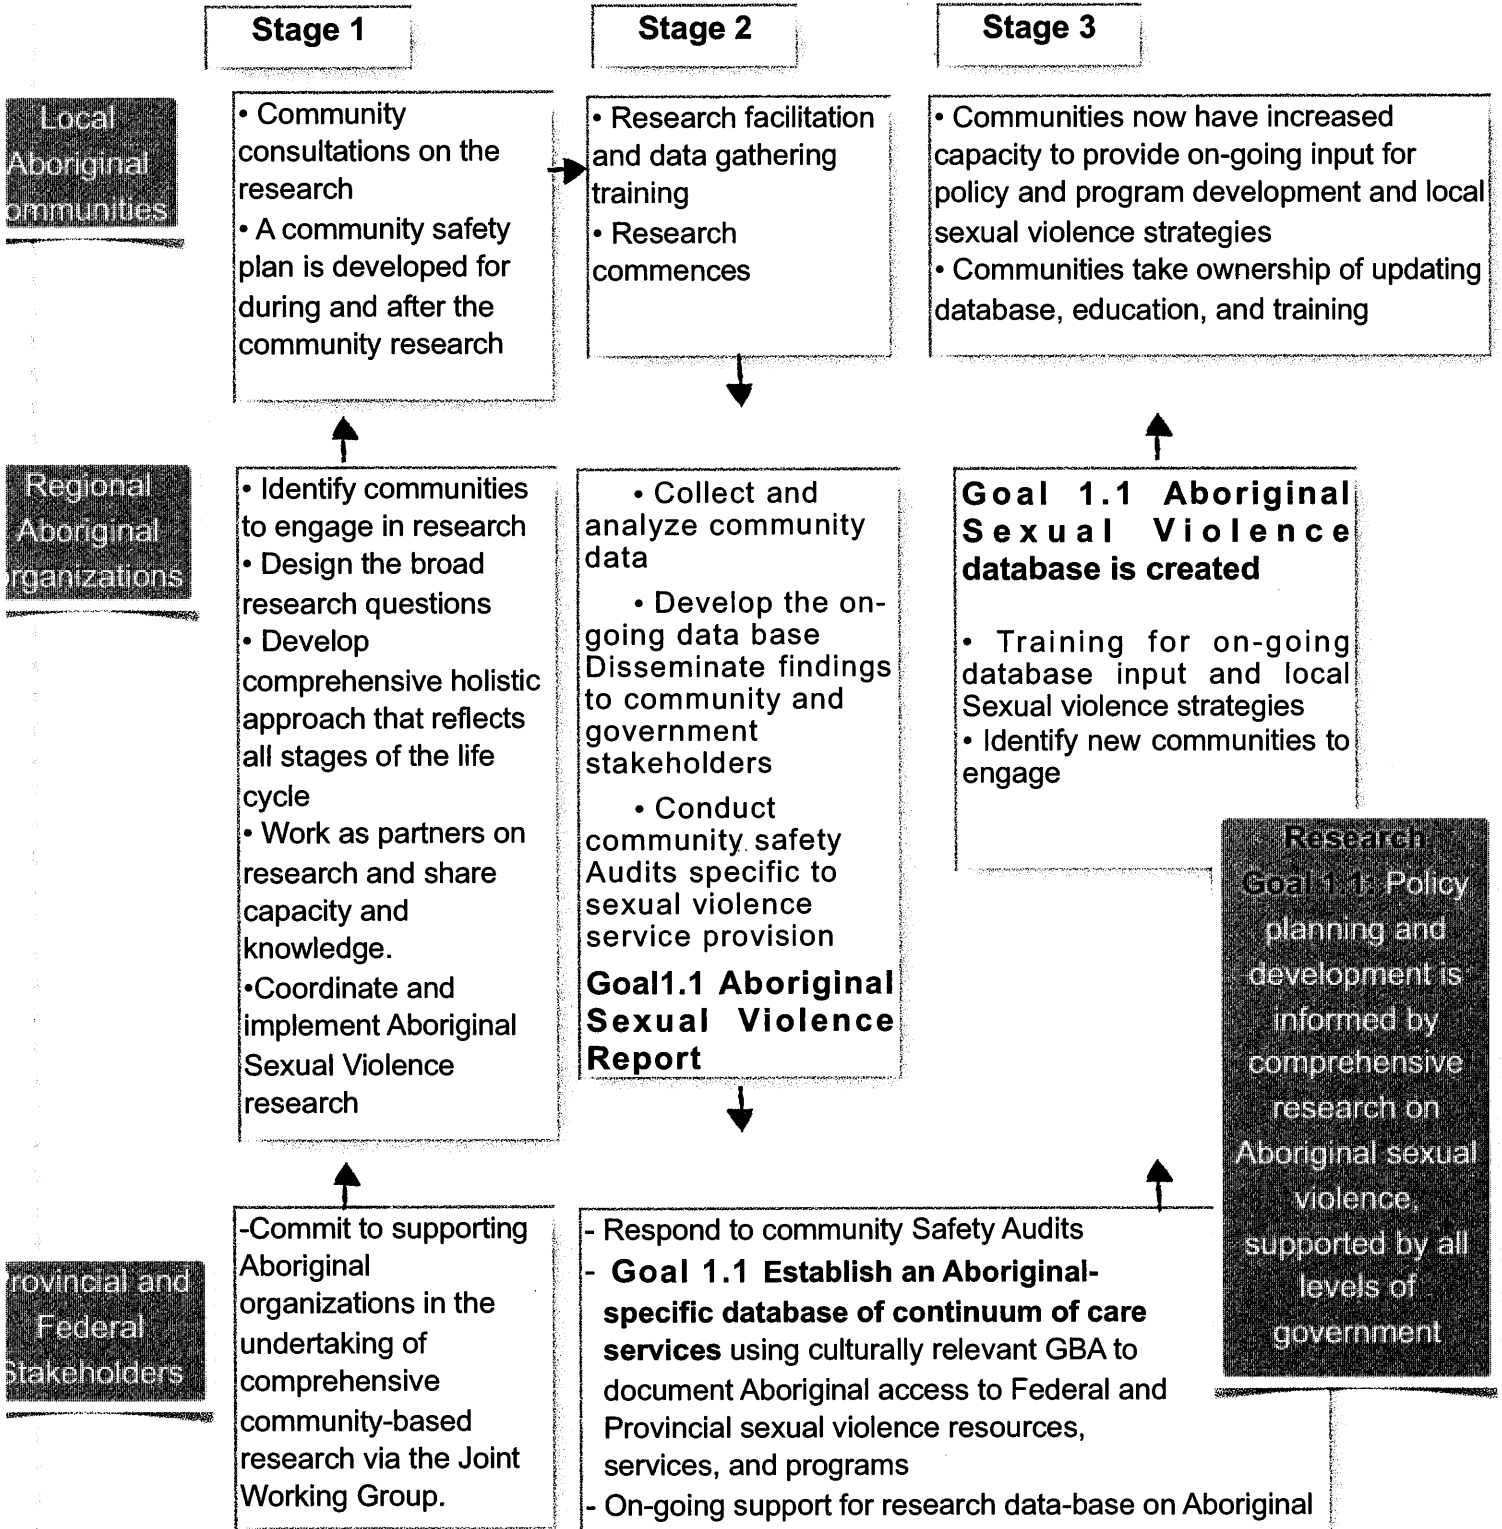 Stage 1
Stage 2
Stage 3
Local
Aboriginal
ommunities
• Community
consultations on the
research
• A community safety
plan is developed for
during and after the
community research
• Research facilitation
and data gathering
training
• Research
commences
• Communities now have increased
capacity to provide on-going input for
policy and program development and local
sexual violence strategies
• Communities take ownership of updating
database, education, and training
Regional
Aboriginal
organizations
• Identify communities
to engage in research
• Design the broad
research questions
• Develop
comprehensive holistic
approach that reflects
all stages of the life
cycle
• Work as partners on
research and share
capacity and
knowledge.
•Coordinate and
implement Aboriginal
Sexual Violence
research
• Collect and
analyze community
data
• Develop the on-
going data base
Disseminate findings
to community and
government
stakeholders
• Conduct
community safety
Audits specific to
sexual violence
service provision
Goal1.1 Aboriginal
Sexual Violence
Report
Goal 1.1 Aboriginal
Sexual Violence
database is created
• Training for on-going
database input and local
Sexual violence strategies
• Identify new communities to
engage
Research
Goal 1.1: Policy
planning and
development is
informed by
comprehensive
research on
Aboriginal sexual
violence,
supported by all
levels of
government
rovincial and
Federal
Stakeholders
-Commit to supporting
Aboriginal
organizations in the
undertaking of
comprehensive
community-based
research via the Joint
Working Group.
- Respond to community Safety Audits
- Goal 1.1 Establish an Aboriginal-
specific database of continuum of care
services using culturally relevant GBA to
document Aboriginal access to Federal and
Provincial sexual violence resources,
services, and programs
- On-going support for research data-base on Aboriginal